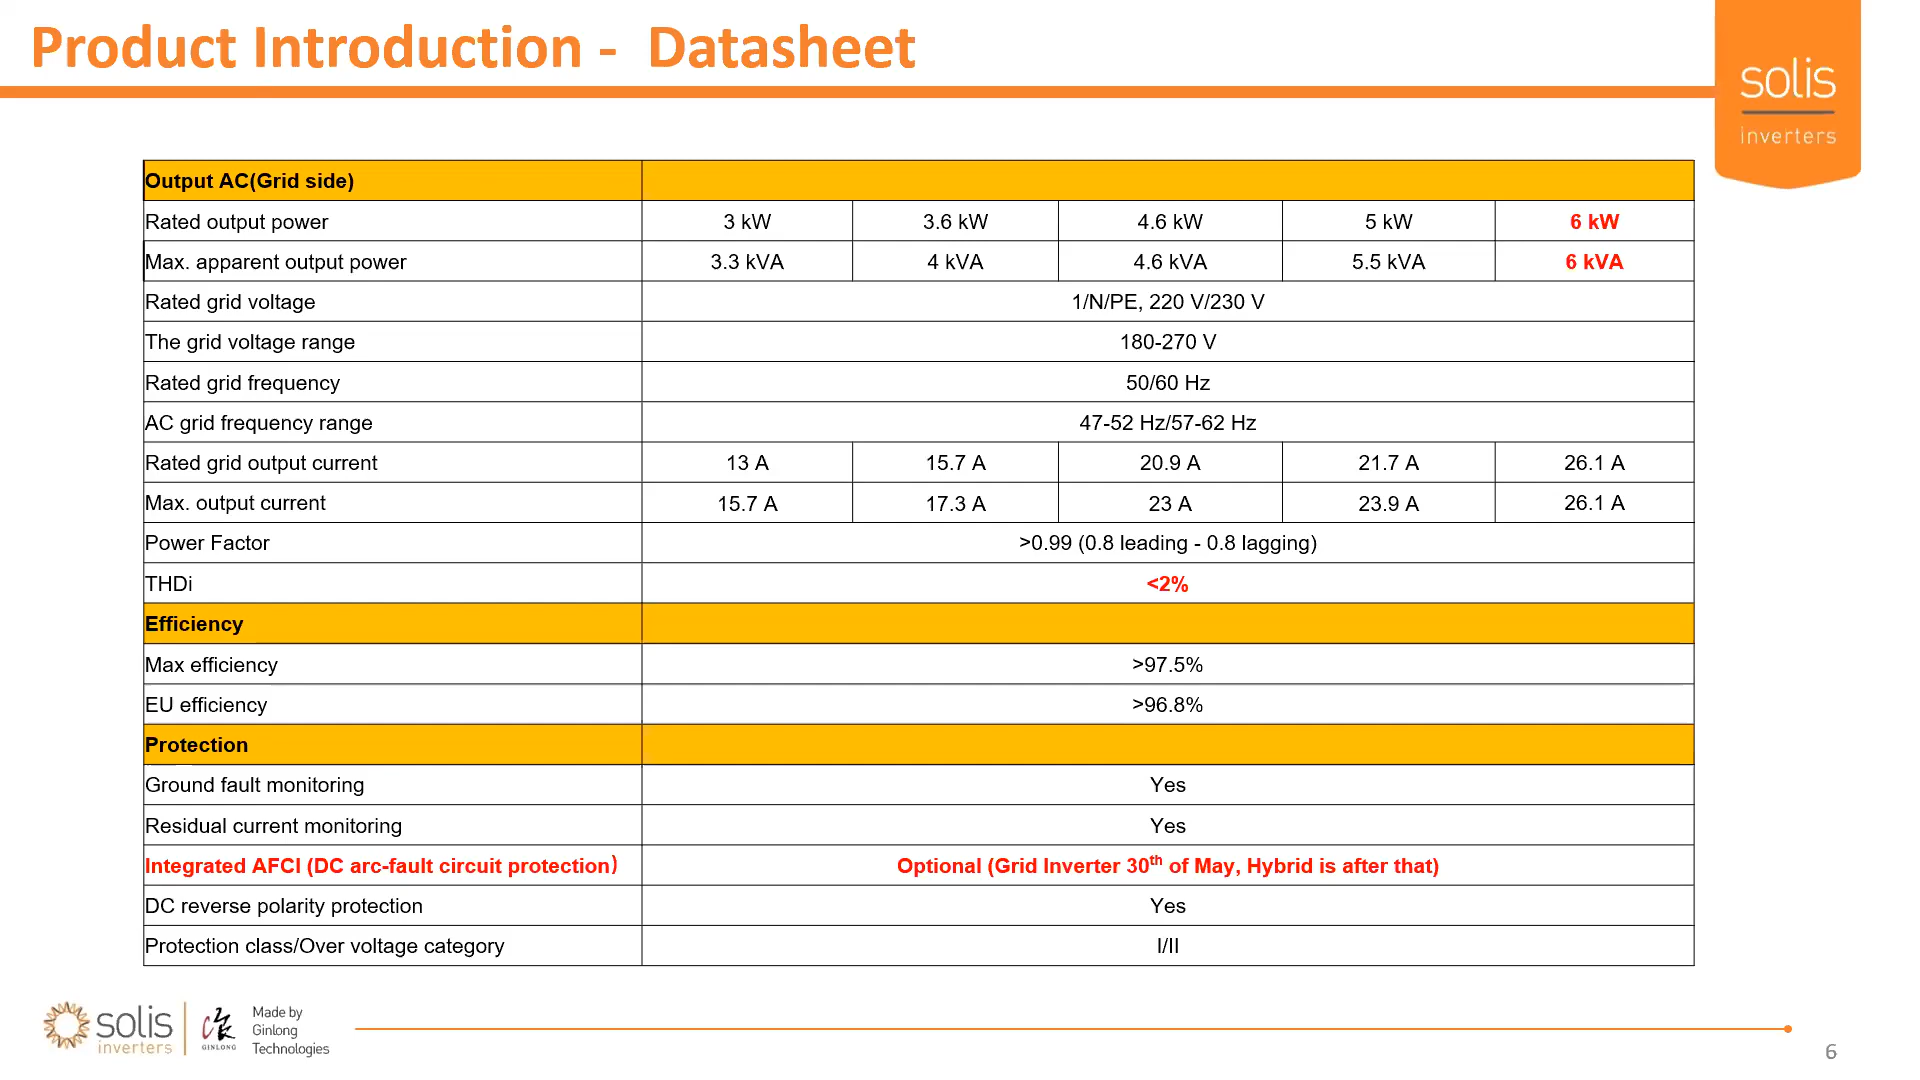 Product Introduction - Datasheet
solis
inverters
Output AC(Grid side)
Rated output power 3 kW 3.6 kW 4.6 kW 5 kW 6 kW
Max. apparent output power 3.3 kVA 4 kVA 4.6 kVA 5.5 kVA 6 kVA
Rated grid voltage 1/N/PE, 220 V/230 V
The grid voltage range 180-270 V
Rated grid frequency 50/60 Hz
AC grid frequency range 47-52 Hz/57-62 Hz
Rated grid output current 13 A 15.7 A 20.9 A 21.7 A 26.1 A
Max. output current 15.7 A 17.3 A 23 A 23.9 A 26.1 A
Power Factor >0.99 (0.8 leading - 0.8 lagging)
THDi <2%
Efficiency
Max efficiency >97.5%
EU efficiency >96.8%
Protection
Ground fault monitoring Yes
Residual current monitoring Yes
Integrated AFCI (DC arc-fault circuit protection） Optional (Grid Inverter 30th of May, Hybrid is after that)
DC reverse polarity protection Yes
Protection class/Over voltage category I/II
solis
inverters
GINLONG
Made by
Ginlong
Technologies
6